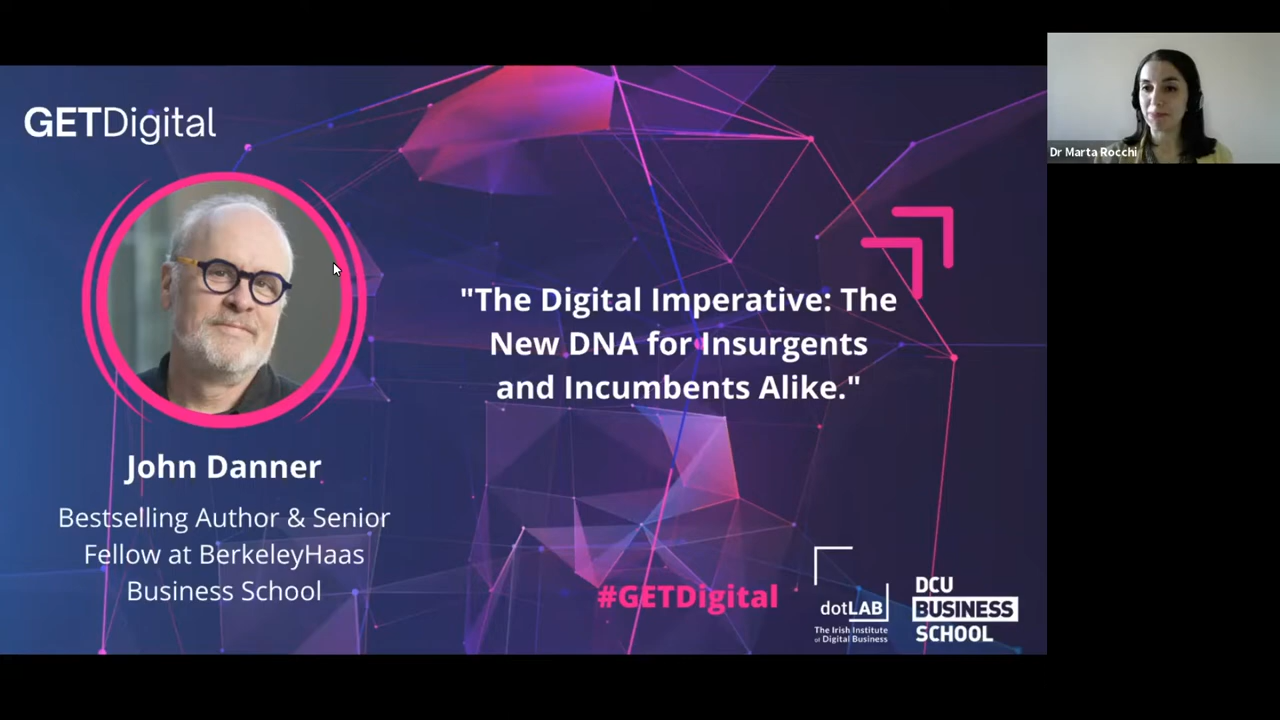 GETDigital
Dr Marta Rocchi
"The Digital Imperative: The
New DNA for Insurgents
and Incumbents Alike."
John Danner
Bestselling Author & Senior
Fellow at BerkeleyHaas
Business School
#GETDigital
dotLAB
The Irish Institute
of Digital Business
DCU
BUSINESS
SCHOOL